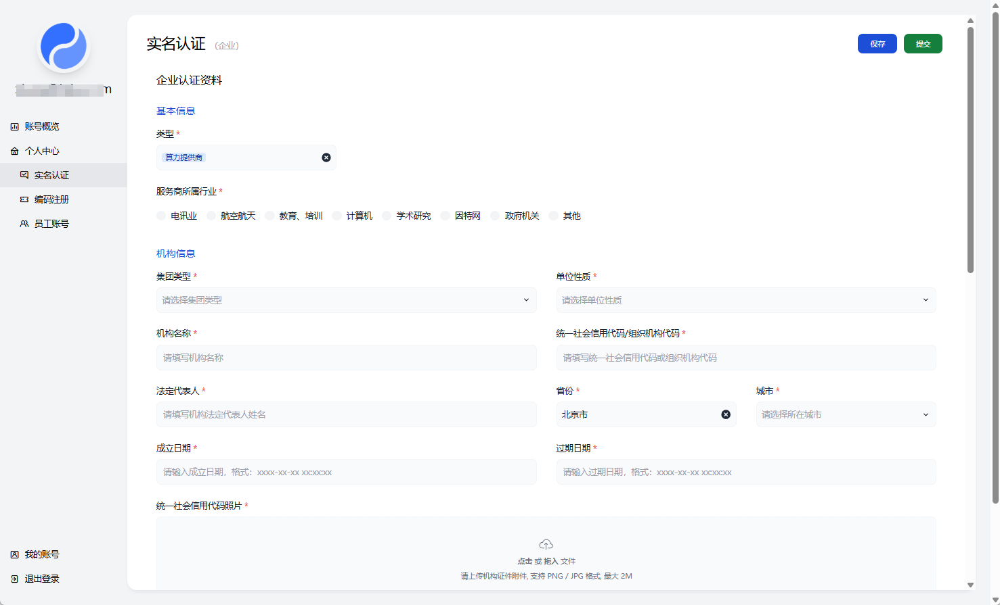 实名认证 (企业)
保存
提交
企业认证资料
基本信息
类型 *
算力提供商
服务商所属行业 *
电讯业 航空航天 教育、培训 计算机 学术研究 因特网 政府机关 其他
机构信息
集团类型 *
单位性质 *
请选择集团类型
请选择单位性质
机构名称 *
统一社会信用代码/组织机构代码 *
请填写机构名称
请填写统一社会信用代码或组织机构代码
法定代表人 *
省份 *
城市 *
请填写机构法定代表人姓名
北京市
请选择所在城市
成立日期 *
过期日期 *
请输入成立日期，格式：xxxx-xx-xx xx:xx:xx
请输入过期日期，格式：xxxx-xx-xx xx:xx:xx
统一社会信用代码照片 *
点击 或 拖入 文件
请上传机构证件附件, 支持 PNG / JPG 格式, 最大 2M
账号概览
个人中心
实名认证
编码注册
员工账号
我的账号
退出登录